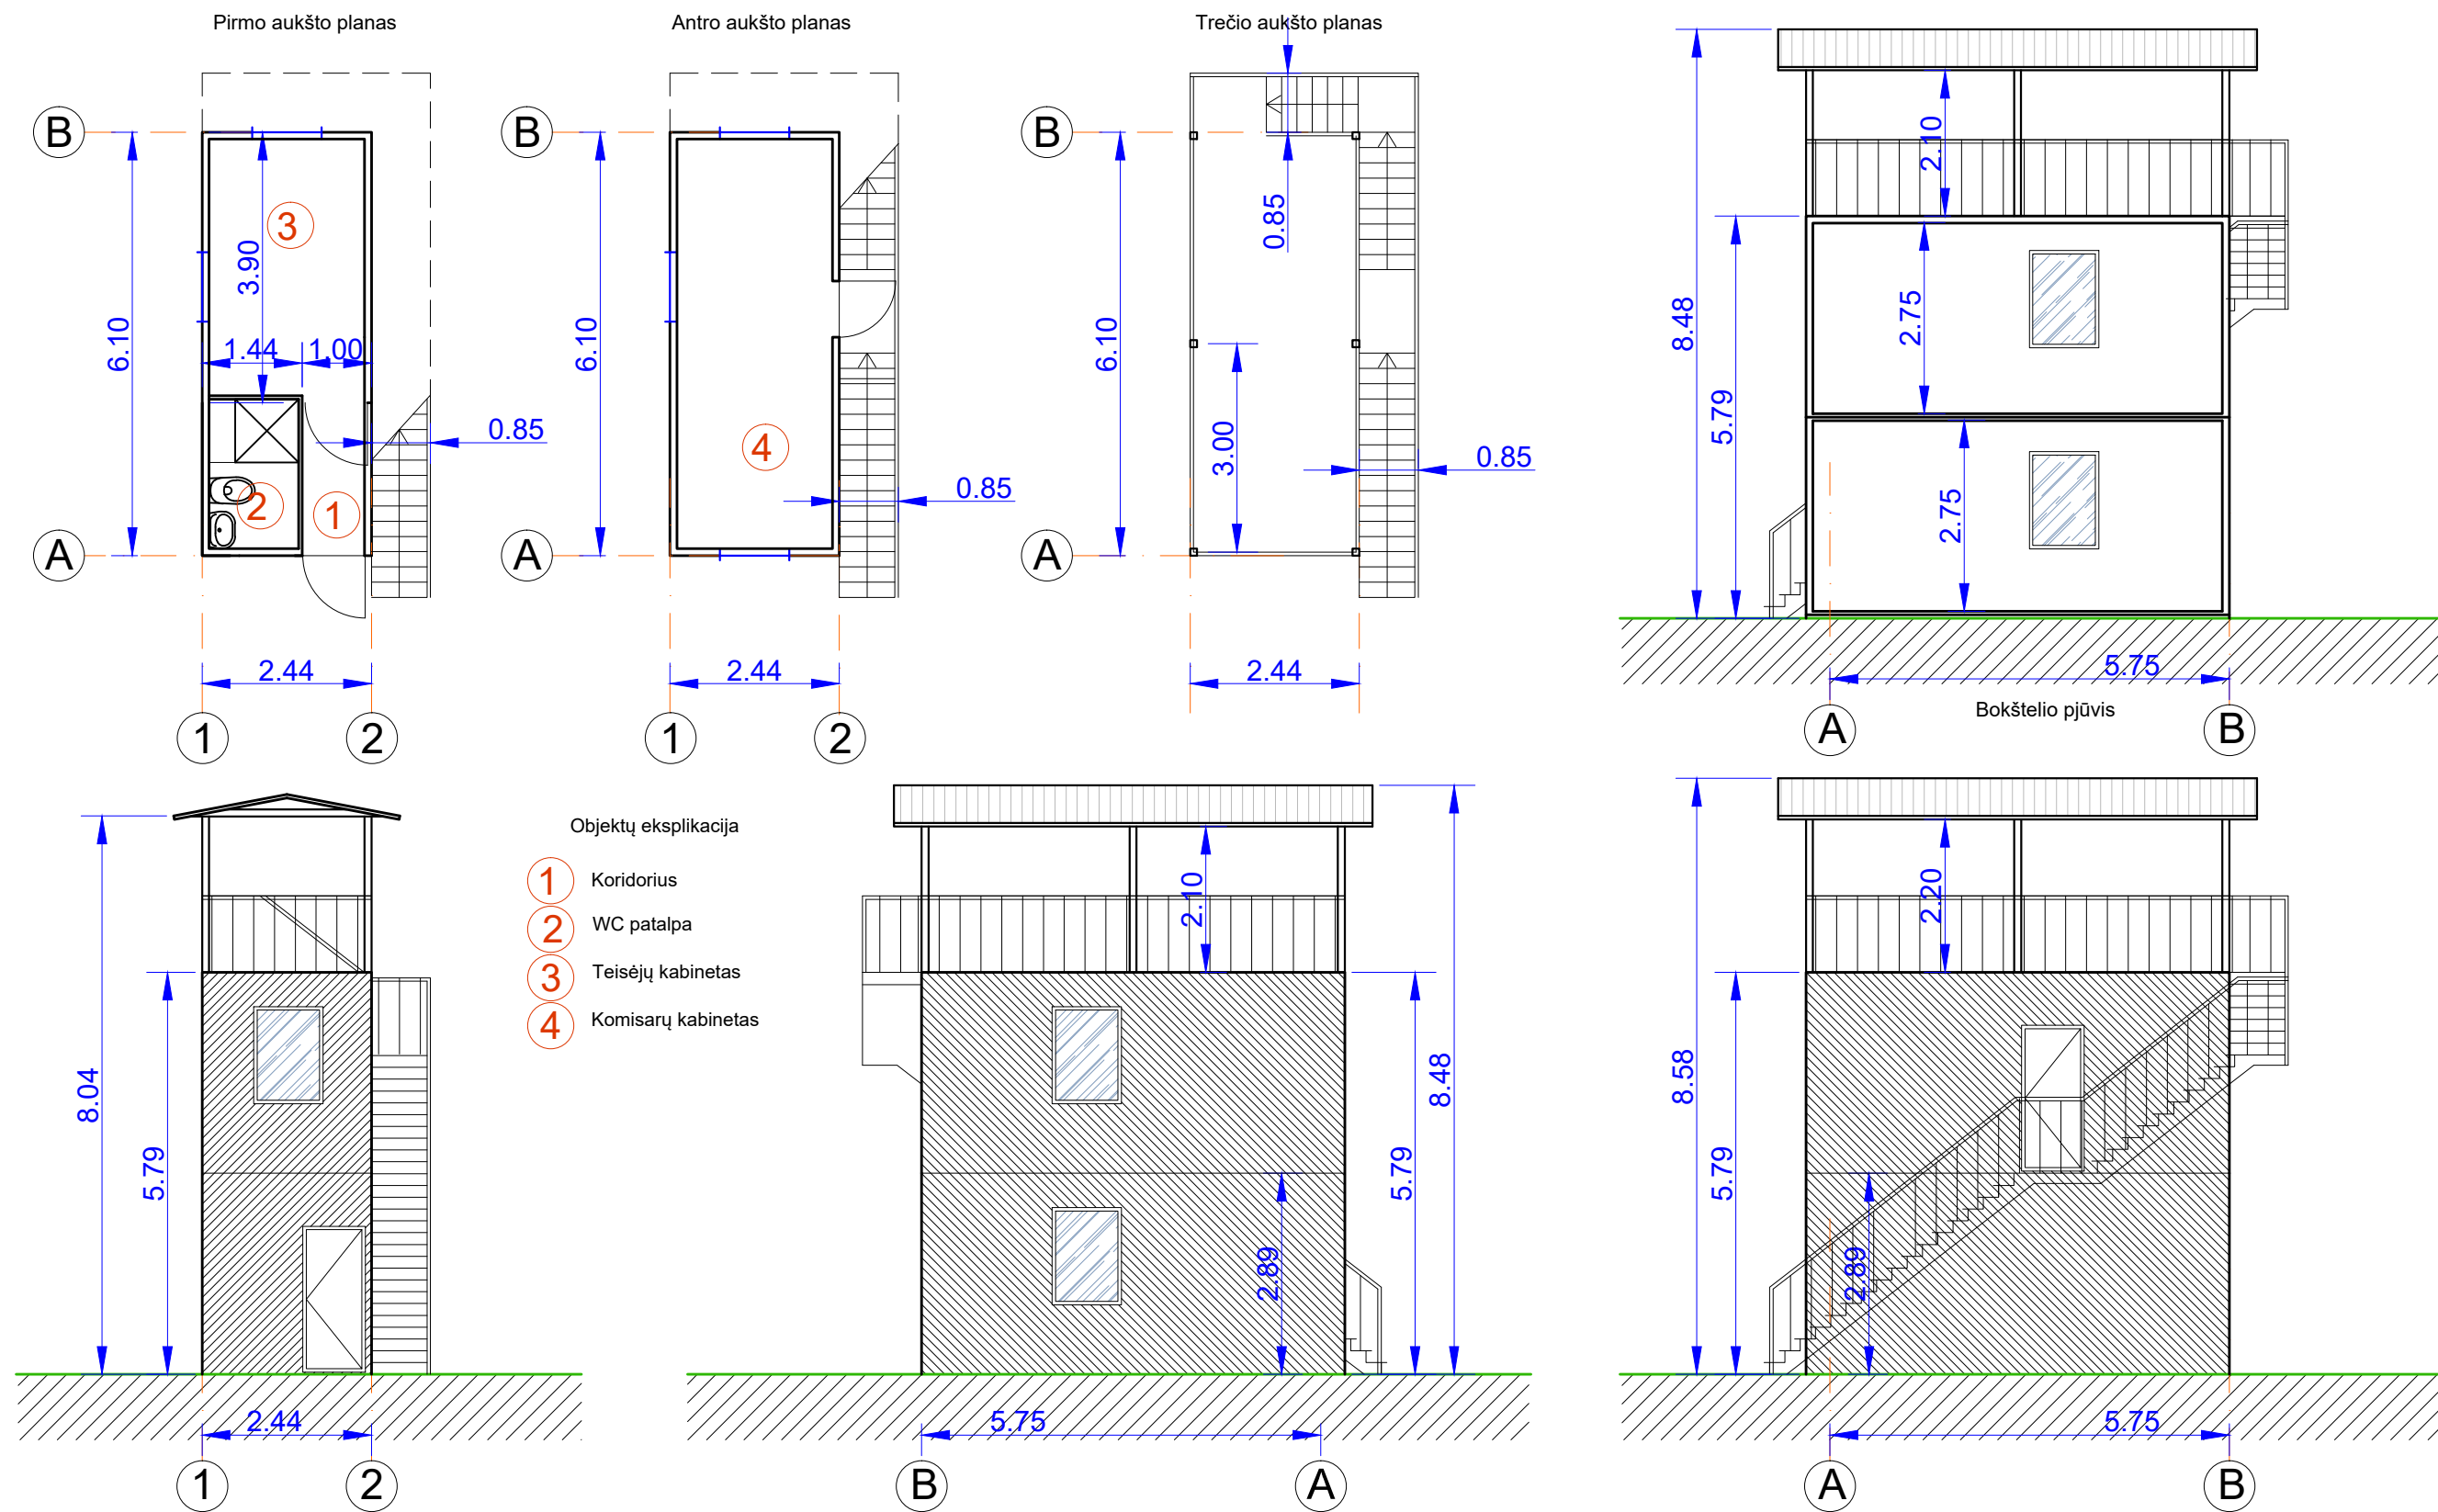 Pirmo aukšto planas
Antro aukšto planas
Trečio aukšto planas
B
A
6.10
3
3.90
1.44
1.00
2
1
0.85
2.44
1
2
B
A
6.10
4
0.85
2.44
1
2
B
A
6.10
0.85
3.00
0.85
2.44
8.48
5.79
2.10
2.75
2.75
5.75
A
B
Bokštelio pjūvis
8.04
5.79
2.44
1
2
Objektų eksplikacija
1 Koridorius
2 WC patalpa
3 Teisėjų kabinetas
4 Komisarų kabinetas
2.10
8.48
5.79
2.89
5.75
B
A
8.58
5.79
2.20
2.89
5.75
A
B